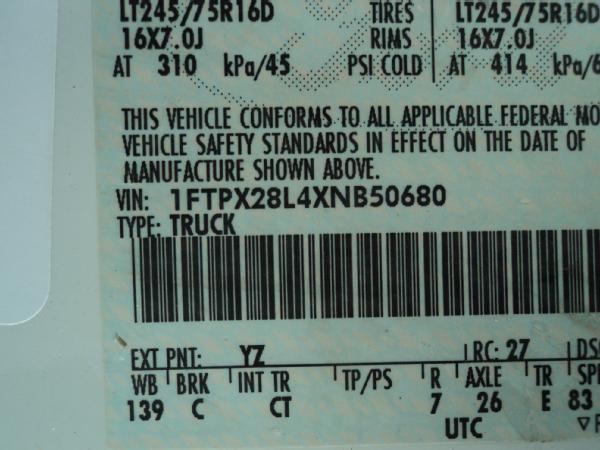 LT245/75R16D TIRES LT245/75R16D
16X7.0J RIMS 16X7.0J
AT 310 kPa/45 PSI COLD AT 414 kPa/
THIS VEHICLE CONFORMS TO ALL APPLICABLE FEDERAL MO
VEHICLE SAFETY STANDARDS IN EFFECT ON THE DATE OF
MANUFACTURE SHOWN ABOVE.
VIN: 1FTPX28L4XNB50680
TYPE: TRUCK
EXT PNT: YZ RC: 27 DS
WB BRK INT TR TP/PS R AXLE TR SP
139 C CT 7 26 E 83
UTC